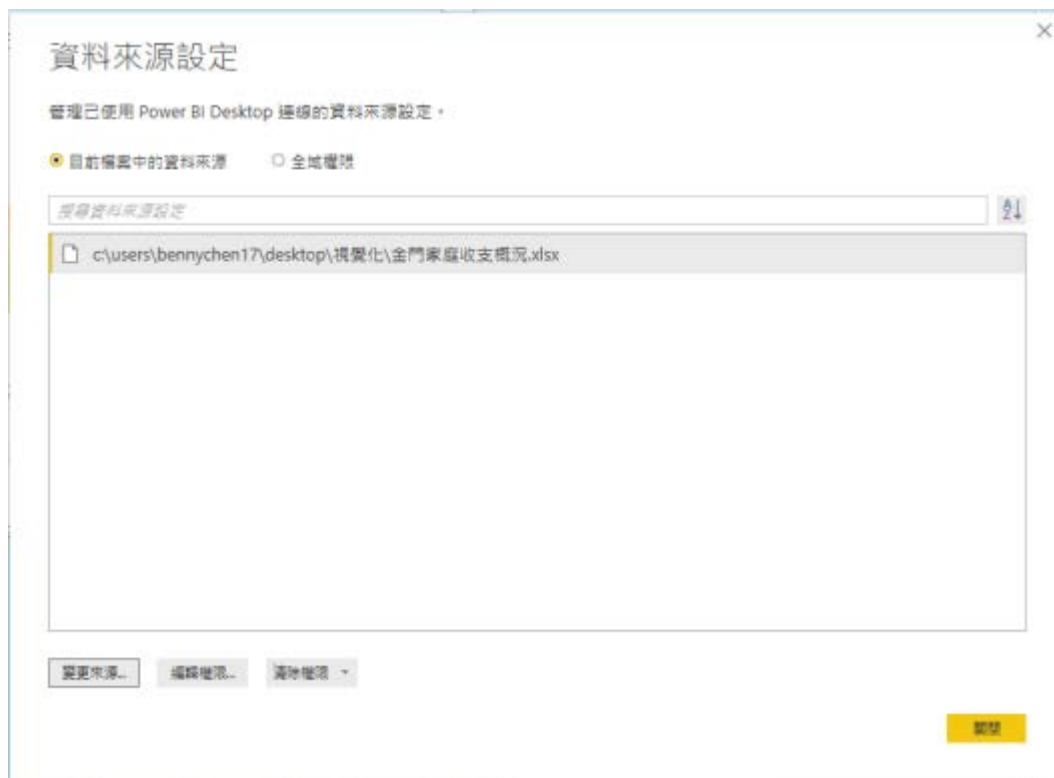 資料來源設定
管理已使用 Power BI Desktop 連線的資料來源設定。
目前檔案中的資料來源 全域權限
搜尋資料來源設定
c:\users\bennychen17\desktop\視覺化\金門家庭收支概況.xlsx
變更來源... 編輯權限... 清除權限
關閉